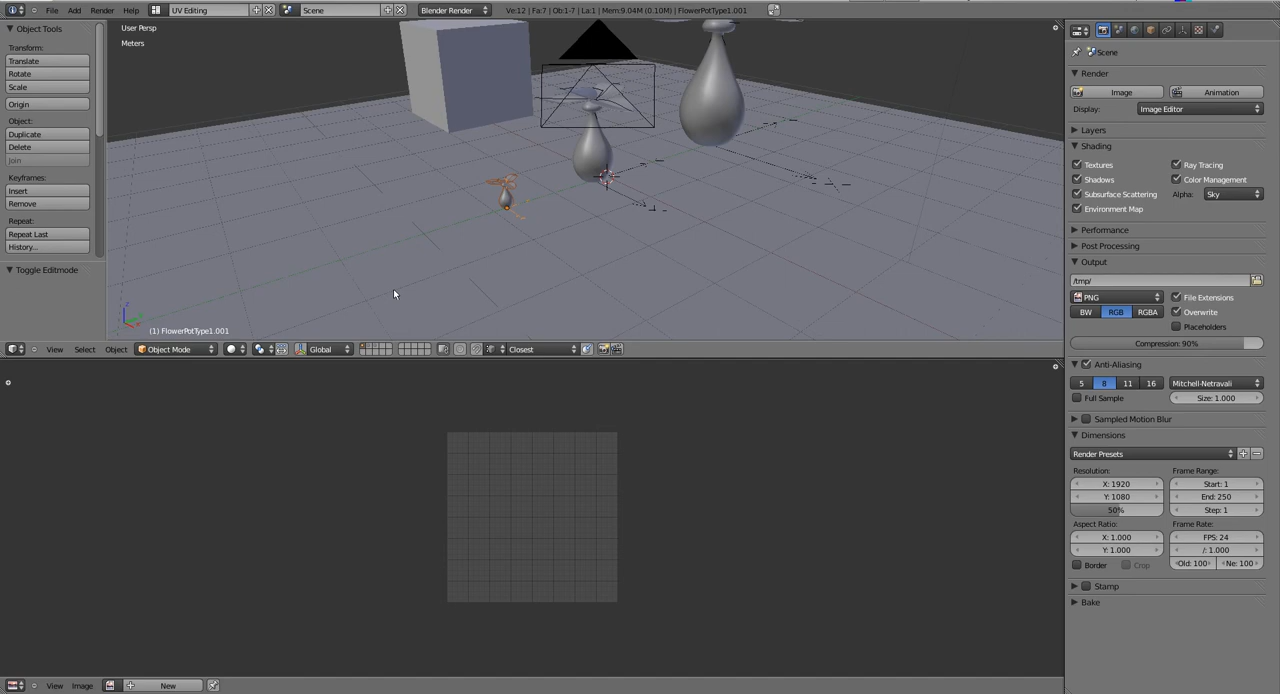 File Add Render Help UV Editing Scene Blender Render Ve:12 | Fa:7 | Ob:1-7 | La:1 | Mem:9.04M (0.10M) | FlowerPotType1.001
Object Tools
Transform:
Translate
Rotate
Scale
Origin
Object:
Duplicate
Delete
Join
Keyframes:
Insert
Remove
Repeat:
Repeat Last
History...
Toggle Editmode
User Persp
Meters
(1) FlowerPotType1.001
View Select Object Object Mode Global Closest
View Image New
Scene
Render
Image Animation
Display: Image Editor
Layers
Shading
Textures Ray Tracing
Shadows Color Management
Subsurface Scattering Alpha: Sky
Environment Map
Performance
Post Processing
Output
/tmp/
PNG File Extensions
BW RGB RGBA Overwrite
Placeholders
Compression: 90%
Anti-Aliasing
5 8 11 16 Mitchell-Netravali
Full Sample Size: 1.000
Sampled Motion Blur
Dimensions
Render Presets
Resolution: Frame Range:
X: 1920 Start: 1
Y: 1080 End: 250
50% Step: 1
Aspect Ratio: Frame Rate:
X: 1.000 FPS: 24
Y: 1.000 /: 1.000
Border Crop Old: 100 Ne: 100
Stamp
Bake